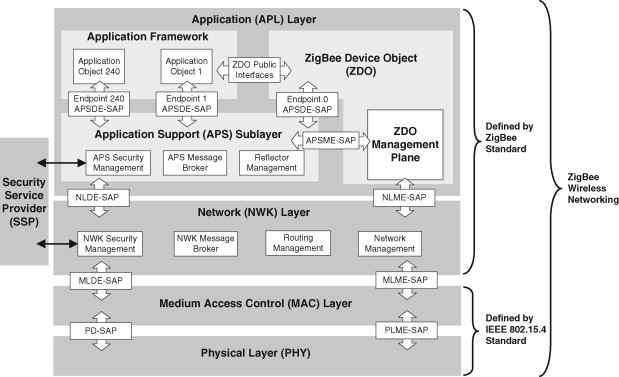 Application (APL) Layer
Application Framework
ZigBee Device Object
(ZDO)
Application
Object 240
Application
Object 1
ZDO Public
Interfaces
Endpoint 240
APSDE-SAP
Endpoint 1
APSDE-SAP
Endpoint 0
APSDE-SAP
Application Support (APS) Sublayer
APSME-SAP
ZDO
Management
Plane
APS Security
Management
APS Message
Broker
Reflector
Management
Security
Service
Provider
(SSP)
NLDE-SAP
NLME-SAP
Network (NWK) Layer
NWK Security
Management
NWK Message
Broker
Routing
Management
Network
Management
MLDE-SAP
MLME-SAP
Medium Access Control (MAC) Layer
PD-SAP
PLME-SAP
Physical Layer (PHY)
Defined by
ZigBee
Standard
Defined by
IEEE 802.15.4
Standard
ZigBee
Wireless
Networking